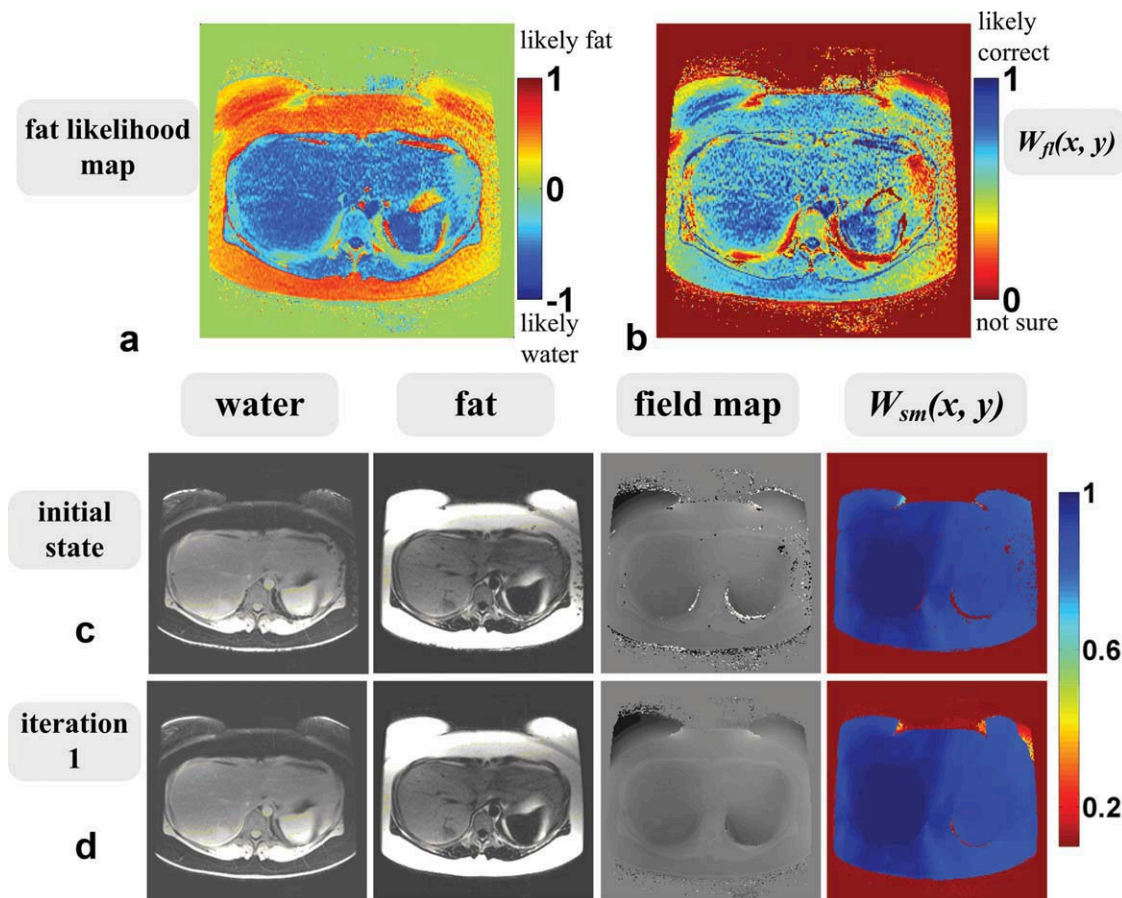 fat likelihood
map
likely fat
1
0
-1
likely
water
a
likely
correct
1
W_fl(x, y)
0
not sure
b
water
fat
field map
W_sm(x, y)
initial
state
c
1
0.6
0.2
iteration
1
d